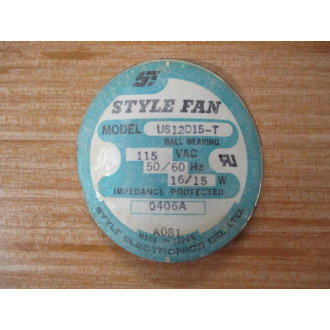 STYLE FAN
MODEL US12D15-T
BALL BEARING
115 VAC
50/60 Hz
16/15 W
IMPEDANCE PROTECTED
0406A
A081
MADE IN JAPAN
STYLE ELECTRONICS CO., LTD.